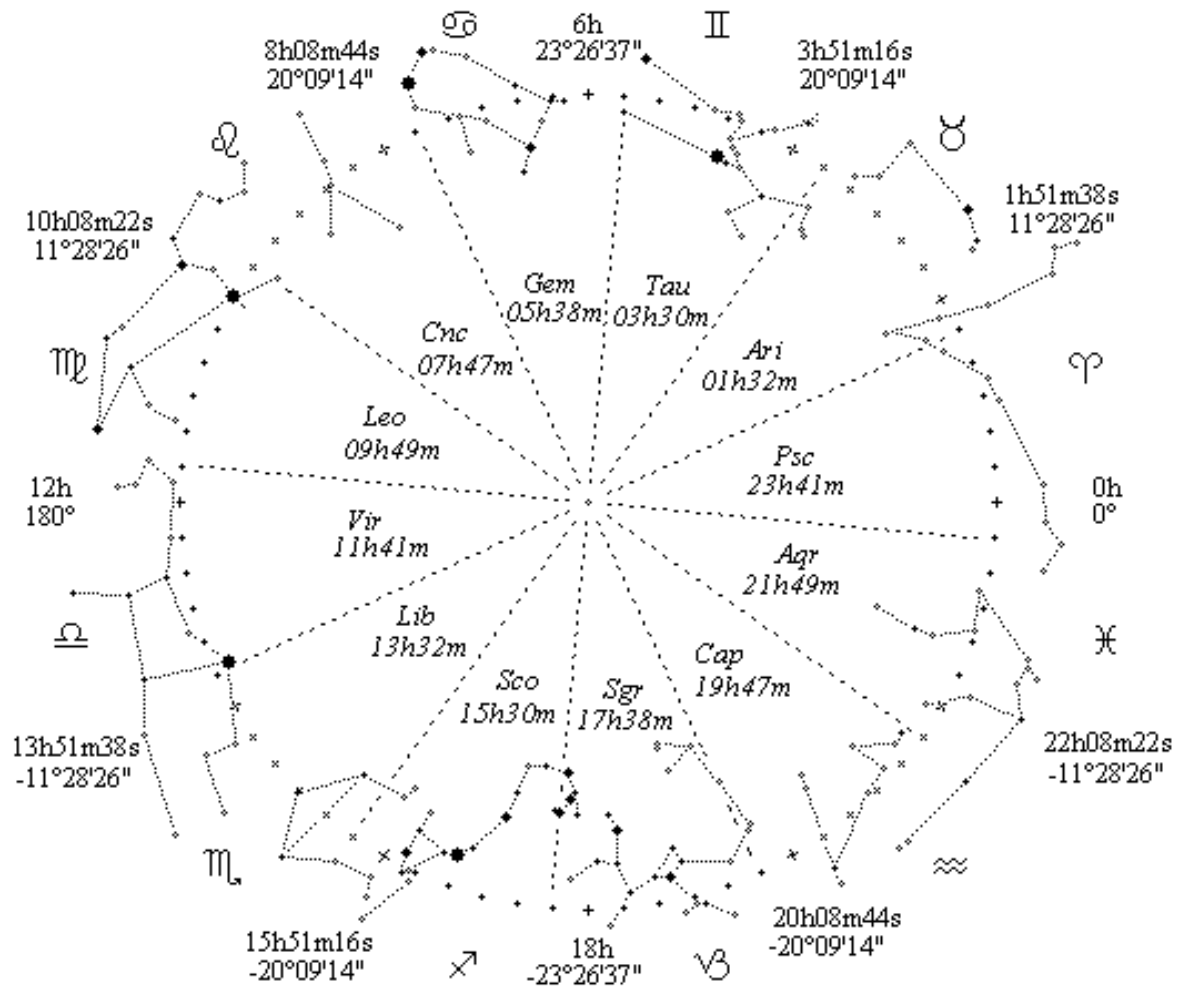 ♋
6h
23°26'37"
♊
8h08m44s
20°09'14"
3h51m16s
20°09'14"
♌
♉
10h08m22s
11°28'26"
1h51m38s
11°28'26"
Gem
05h38m
Tau
03h30m
Cnc
07h47m
Ari
01h32m
♍
♈
Leo
09h49m
Psc
23h41m
12h
180°
0h
0°
Vir
11h41m
Aqr
21h49m
Lib
13h32m
Cap
19h47m
♎
♓
Sco
15h30m
Sgr
17h38m
13h51m38s
-11°28'26"
22h08m22s
-11°28'26"
♏
♒
15h51m16s
-20°09'14"
♐
18h
-23°26'37"
♑
20h08m44s
-20°09'14"